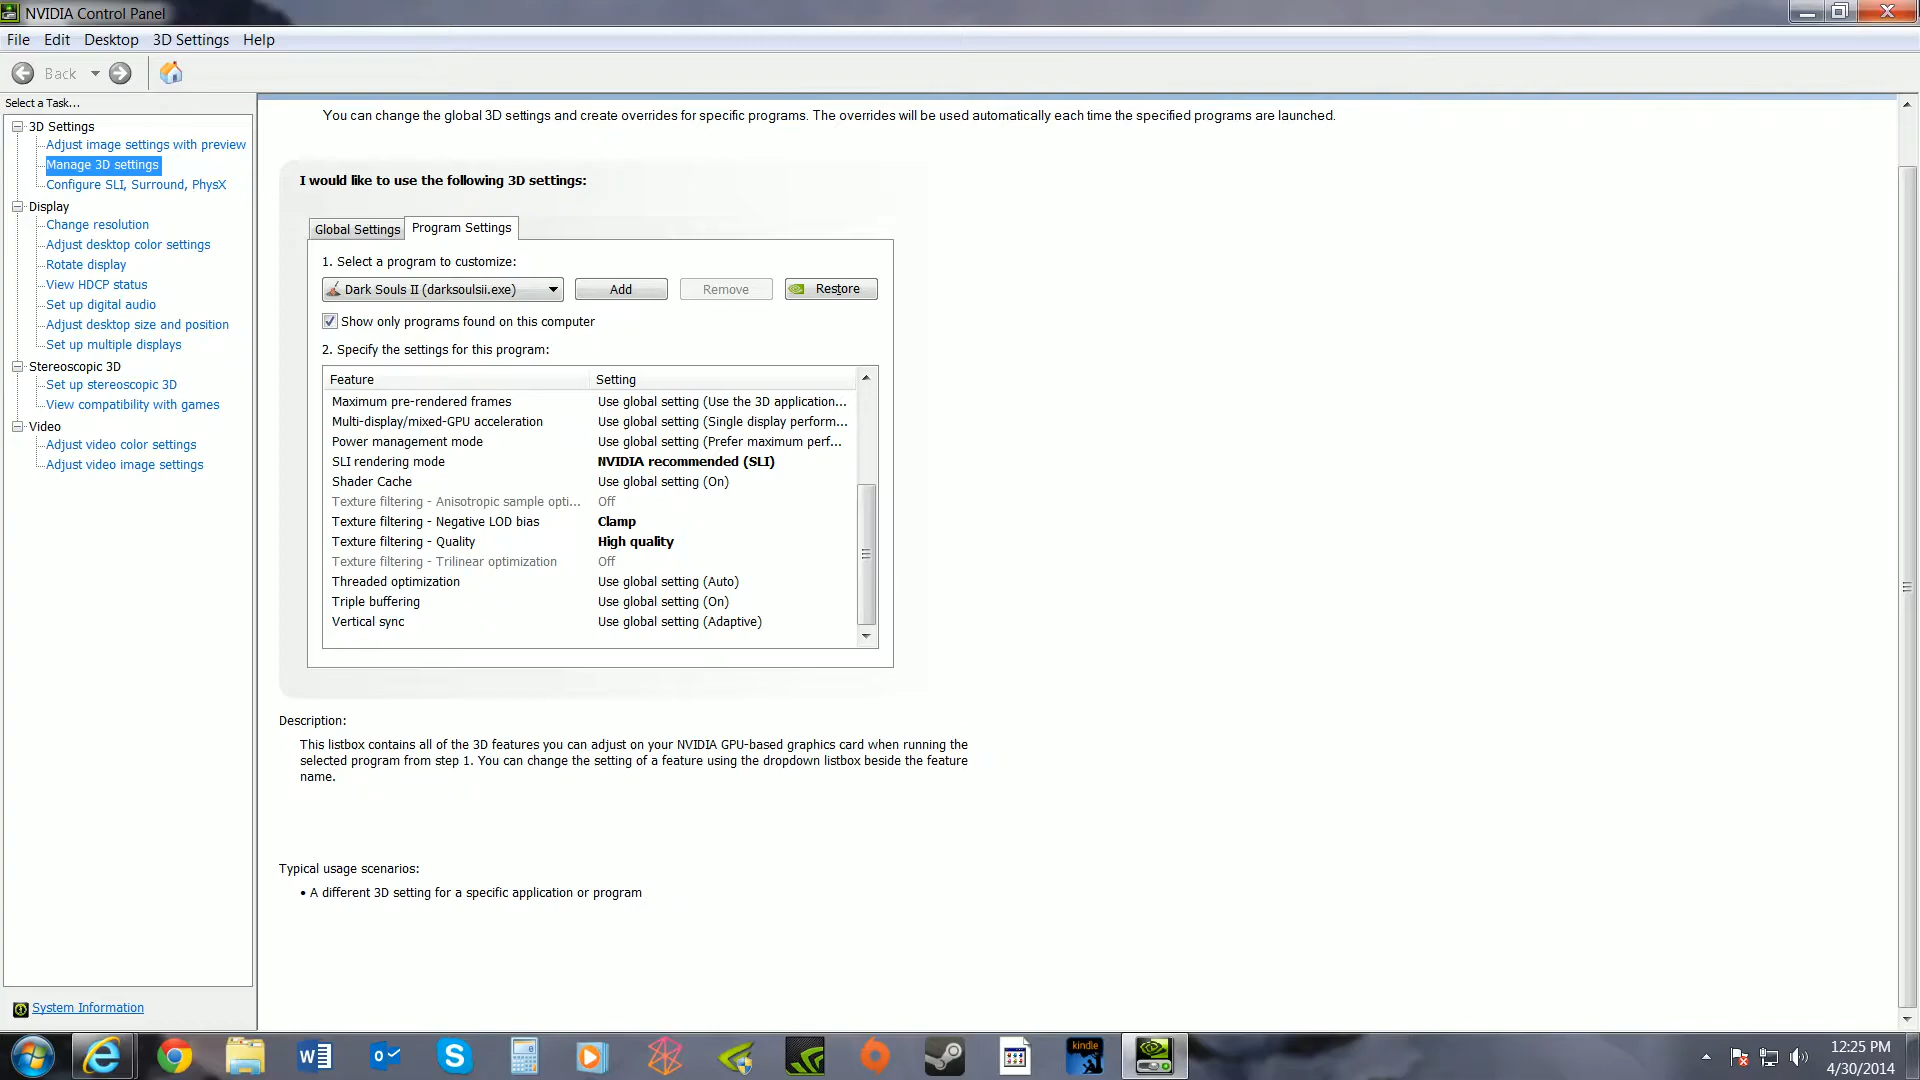 NVIDIA Control Panel
File Edit Desktop 3D Settings Help
Back
Select a Task...
3D Settings
Adjust image settings with preview
Manage 3D settings
Configure SLI, Surround, PhysX
Display
Change resolution
Adjust desktop color settings
Rotate display
View HDCP status
Set up digital audio
Adjust desktop size and position
Set up multiple displays
Stereoscopic 3D
Set up stereoscopic 3D
View compatibility with games
Video
Adjust video color settings
Adjust video image settings
System Information
You can change the global 3D settings and create overrides for specific programs. The overrides will be used automatically each time the specified programs are launched.
I would like to use the following 3D settings:
Global Settings Program Settings
1. Select a program to customize:
Dark Souls II (darksoulsii.exe) Add Remove Restore
Show only programs found on this computer
2. Specify the settings for this program:
Feature Setting
Maximum pre-rendered frames Use global setting (Use the 3D application...
Multi-display/mixed-GPU acceleration Use global setting (Single display perform...
Power management mode Use global setting (Prefer maximum perf...
SLI rendering mode NVIDIA recommended (SLI)
Shader Cache Use global setting (On)
Texture filtering - Anisotropic sample opti... Off
Texture filtering - Negative LOD bias Clamp
Texture filtering - Quality High quality
Texture filtering - Trilinear optimization Off
Threaded optimization Use global setting (Auto)
Triple buffering Use global setting (On)
Vertical sync Use global setting (Adaptive)
Description:
This listbox contains all of the 3D features you can adjust on your NVIDIA GPU-based graphics card when running the
selected program from step 1. You can change the setting of a feature using the dropdown listbox beside the feature
name.
Typical usage scenarios:
• A different 3D setting for a specific application or program
kindle
12:25 PM
4/30/2014